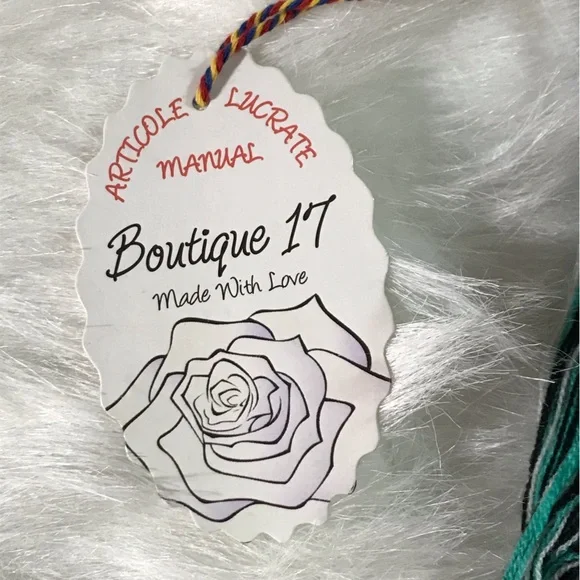 ARTICOLE LUCRATE
MANUAL
Boutique 17
Made With Love